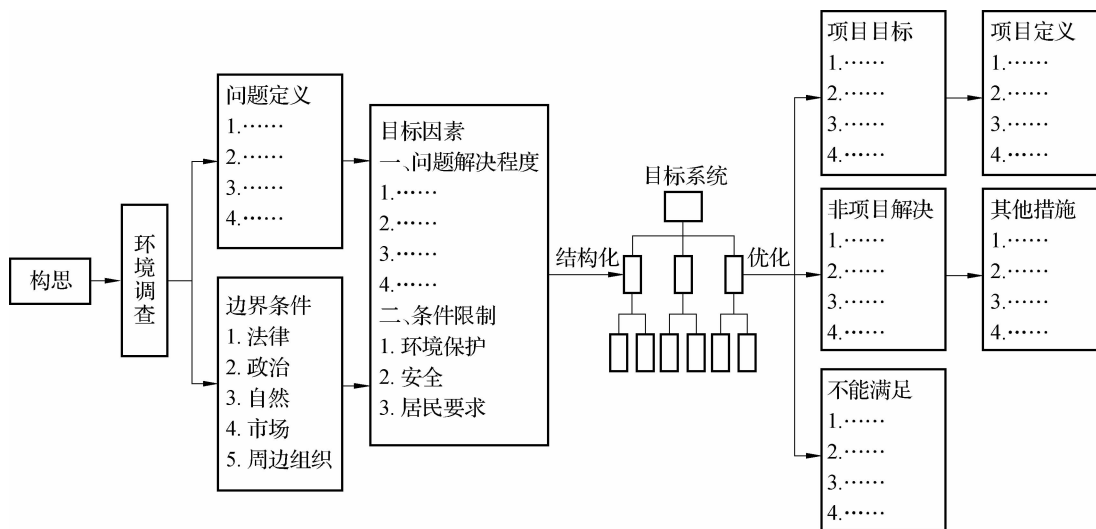 构思
环境调查
问题定义
1.……
2.……
3.……
4.……
边界条件
1. 法律
2. 政治
3. 自然
4. 市场
5. 周边组织
目标因素
一、问题解决程度
1.……
2.……
3.……
4.……
二、条件限制
1. 环境保护
2. 安全
3. 居民要求
结构化
目标系统
优化
项目目标
1.……
2.……
3.……
4.……
项目定义
1.……
2.……
3.……
4.……
非项目解决
1.……
2.……
3.……
4.……
其他措施
1.……
2.……
3.……
4.……
不能满足
1.……
2.……
3.……
4.……